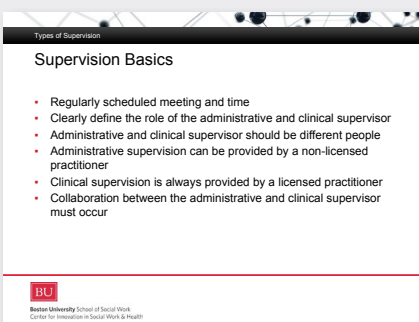 Types of Supervision
Supervision Basics
▪ Regularly scheduled meeting and time
▪ Clearly define the role of the administrative and clinical supervisor
▪ Administrative and clinical supervisor should be different people
▪ Administrative supervision can be provided by a non-licensed
practitioner
▪ Clinical supervision is always provided by a licensed practitioner
▪ Collaboration between the administrative and clinical supervisor
must occur
BU
Boston University School of Social Work
Center for Innovation in Social Work & Health